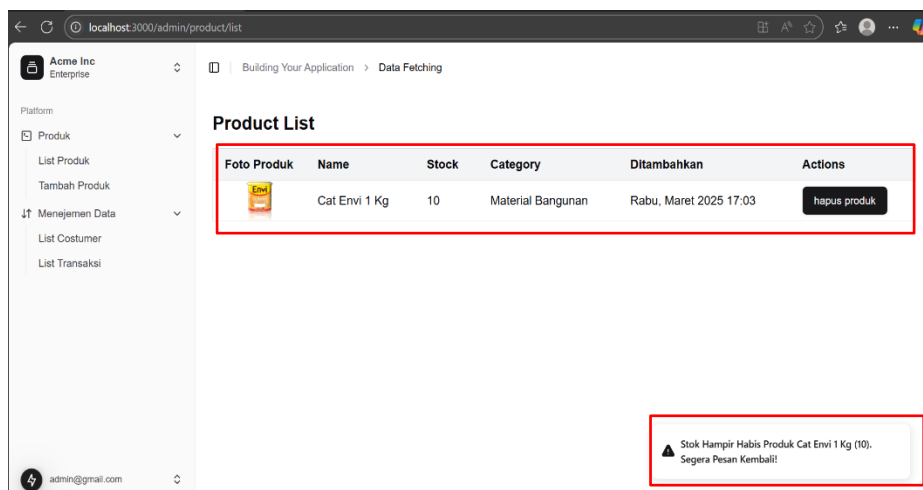 localhost:3000/admin/product/list
Acme Inc
Enterprise
Building Your Application > Data Fetching
Platform
Produk
List Produk
Tambah Produk
Menejemen Data
List Costumer
List Transaksi
admin@gmail.com
Product List
Foto Produk Name Stock Category Ditambahkan Actions
Envi Cat Envi 1 Kg 10 Material Bangunan Rabu, Maret 2025 17:03 hapus produk
Stok Hampir Habis Produk Cat Envi 1 Kg (10).
Segera Pesan Kembali!